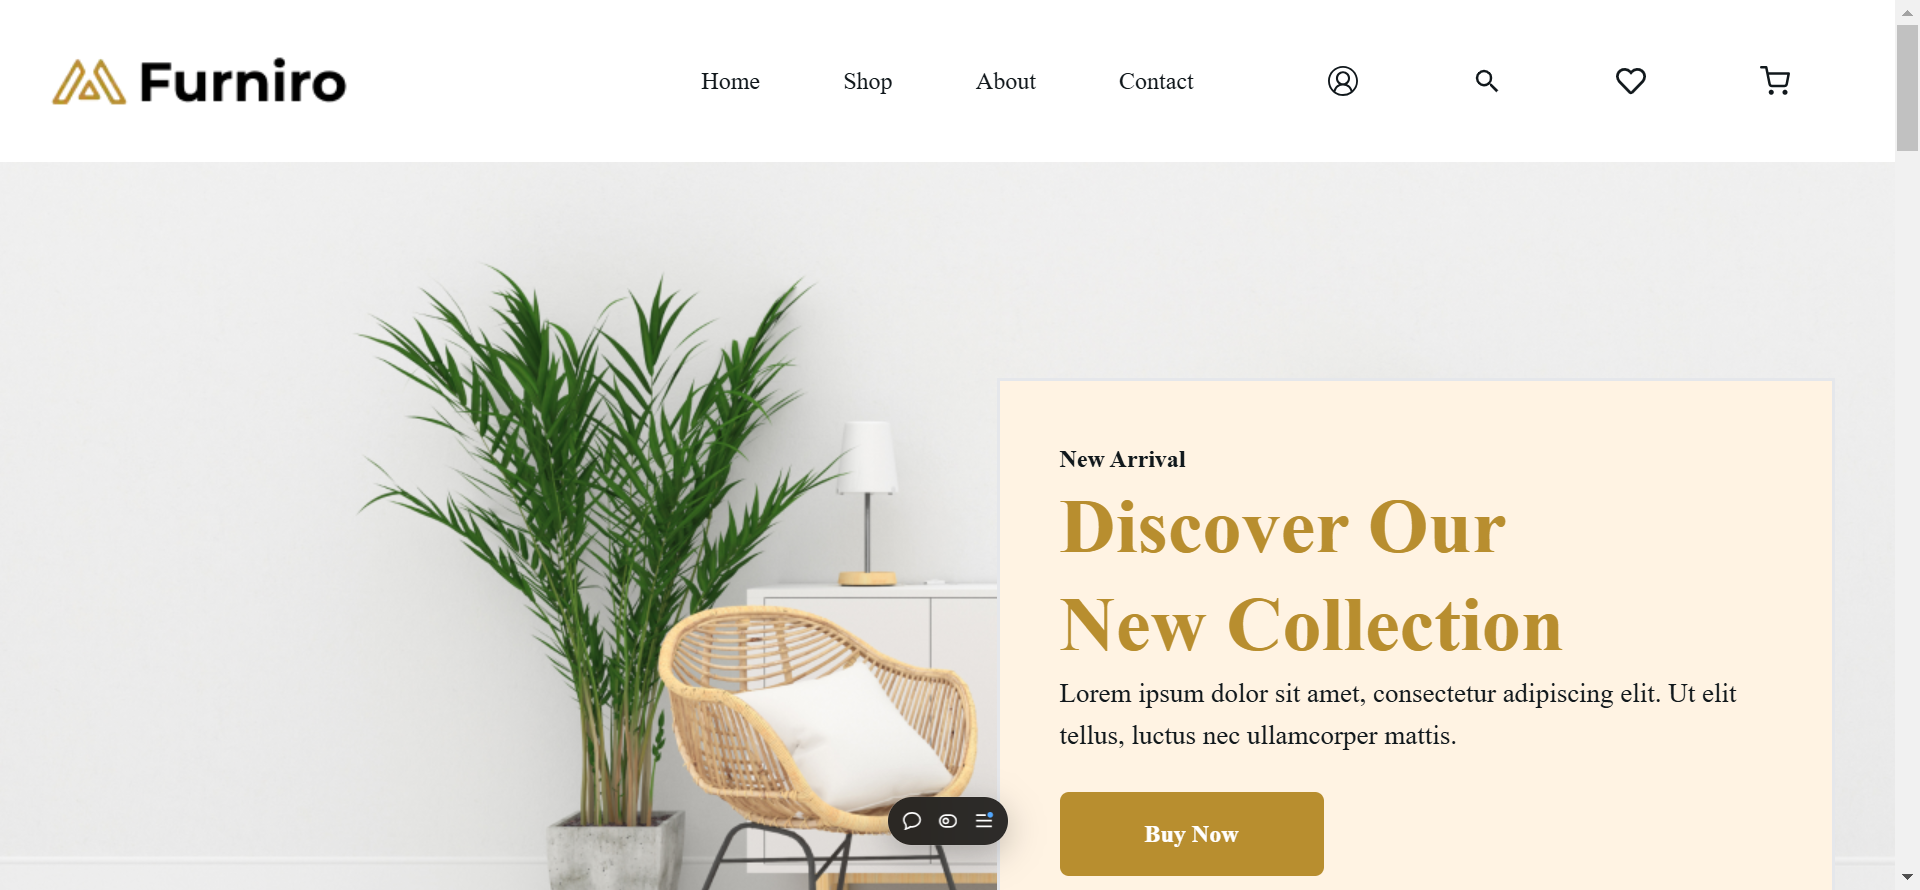 Furniro
Home Shop About Contact
New Arrival
Discover Our
New Collection
Lorem ipsum dolor sit amet, consectetur adipiscing elit. Ut elit
tellus, luctus nec ullamcorper mattis.
Buy Now